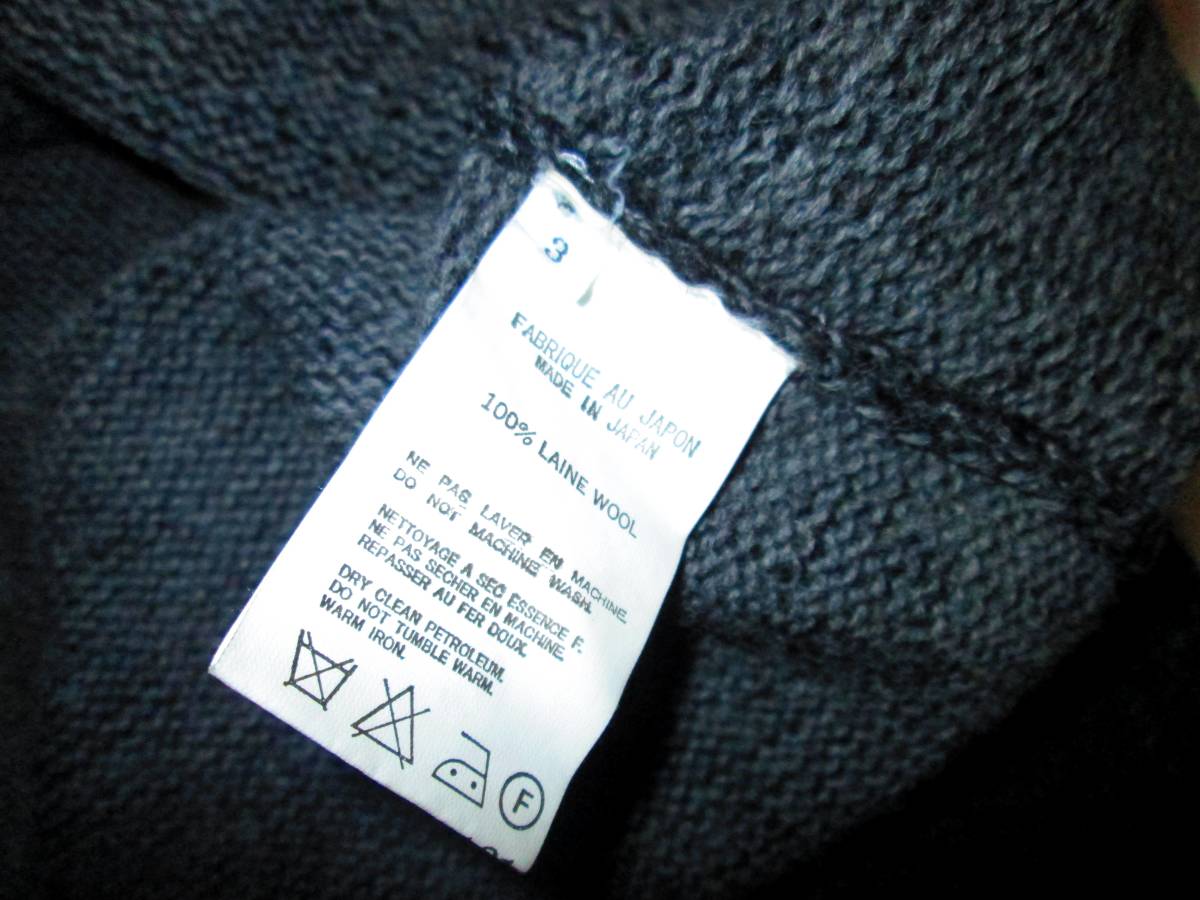 3
FABRIQUE AU JAPON
MADE IN JAPAN
100% LAINE WOOL
NE PAS LAVER EN MACHINE.
DO NOT MACHINE WASH.
NETTOYAGE A SEC ESSENCE F.
NE PAS SECHER EN MACHINE.
REPASSER AU FER DOUX.
DRY CLEAN PETROLEUM.
DO NOT TUMBLE WARM.
WARM IRON.
F